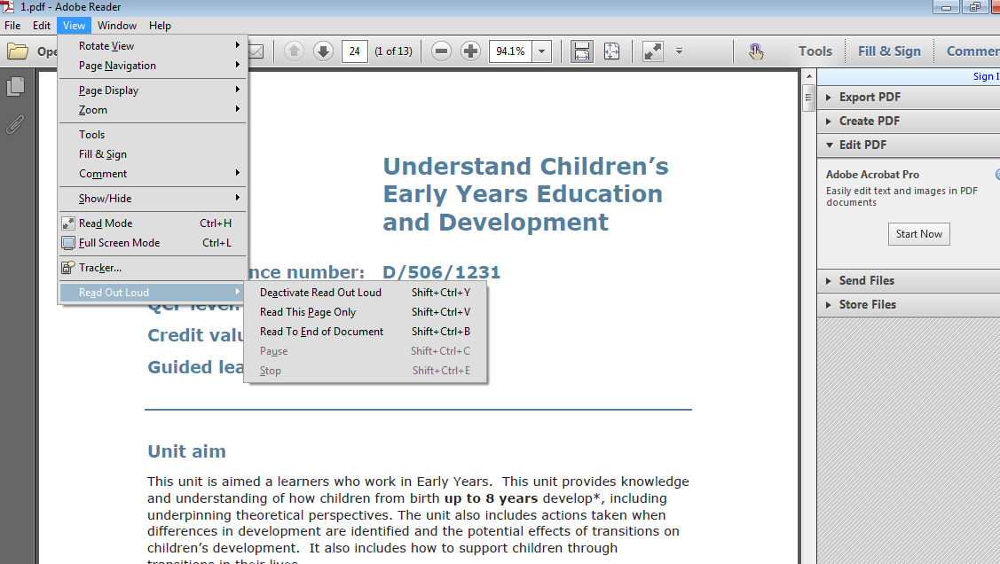 1.pdf - Adobe Reader
File Edit View Window Help
Rotate View
Page Navigation
Page Display
Zoom
Tools
Fill & Sign
Comment
Show/Hide
Read Mode Ctrl+H
Full Screen Mode Ctrl+L
Tracker...
Read Out Loud
Deactivate Read Out Loud Shift+Ctrl+Y
Read This Page Only Shift+Ctrl+V
Read To End of Document Shift+Ctrl+B
Pause Shift+Ctrl+C
Stop Shift+Ctrl+E
24 (1 of 13) 94.1% Tools Fill & Sign
Understand Children’s
Early Years Education
and Development
number: D/506/1231
QCF level:
Credit
Guided
Unit aim
This unit is aimed a learners who work in Early Years. This unit provides knowledge
and understanding of how children from birth up to 8 years develop*, including
underpinning theoretical perspectives. The unit also includes actions taken when
differences in development are identified and the potential effects of transitions on
children’s development. It also includes how to support children through
transitions in their lives.
Sign
Export PDF
Create PDF
Edit PDF
Adobe Acrobat Pro
Easily edit text and images in PDF
documents
Start Now
Send Files
Store Files